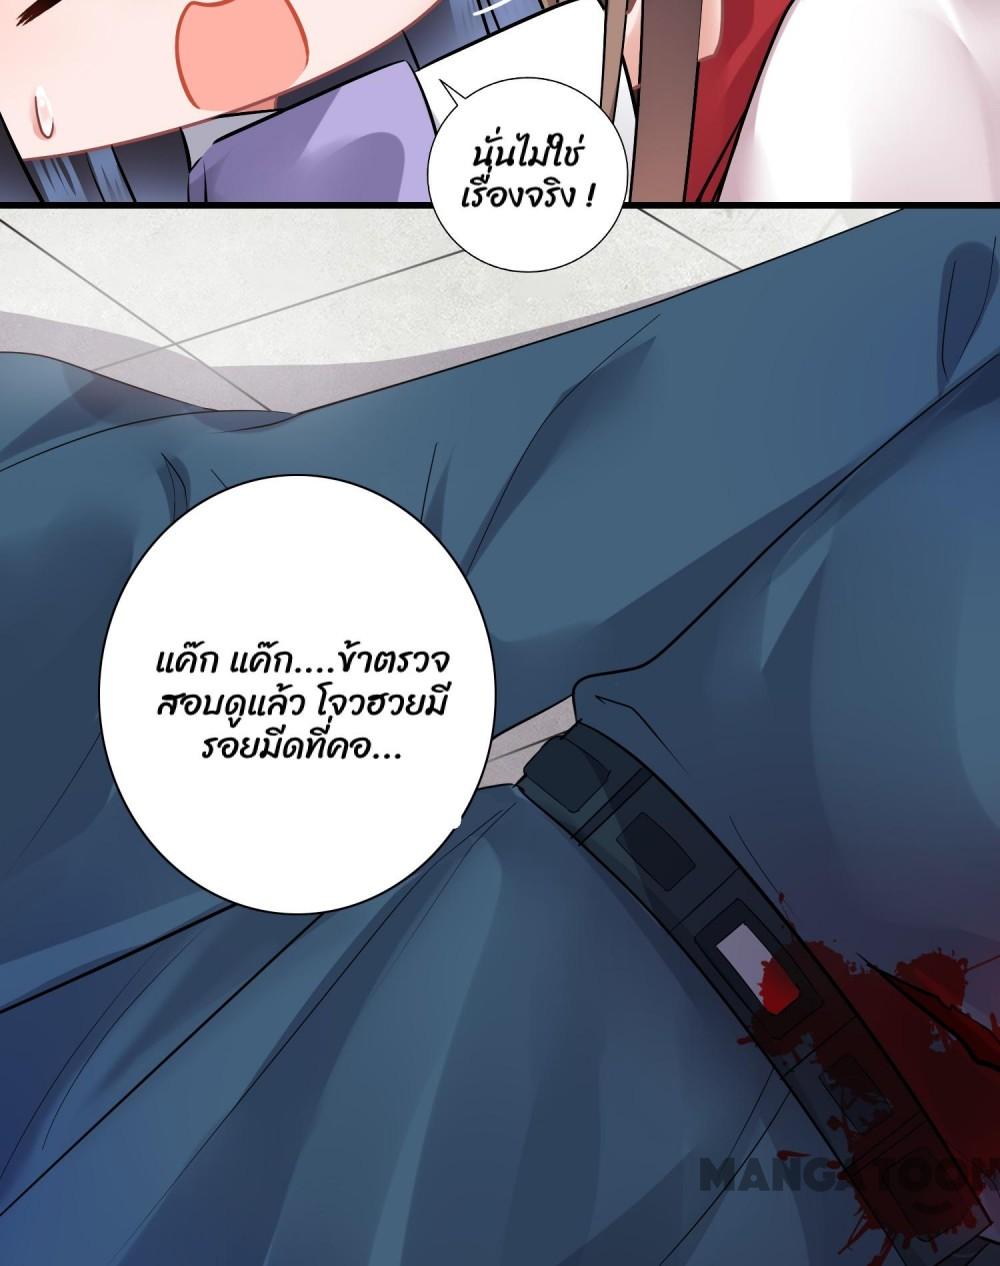 นั่นไม่ใช่
เรื่องจริง !
แค๊ก แค๊ก....ข้าตรวจ
สอบดูแล้ว โจวฮวยมี
รอยมีดที่คอ...
MANGATOON